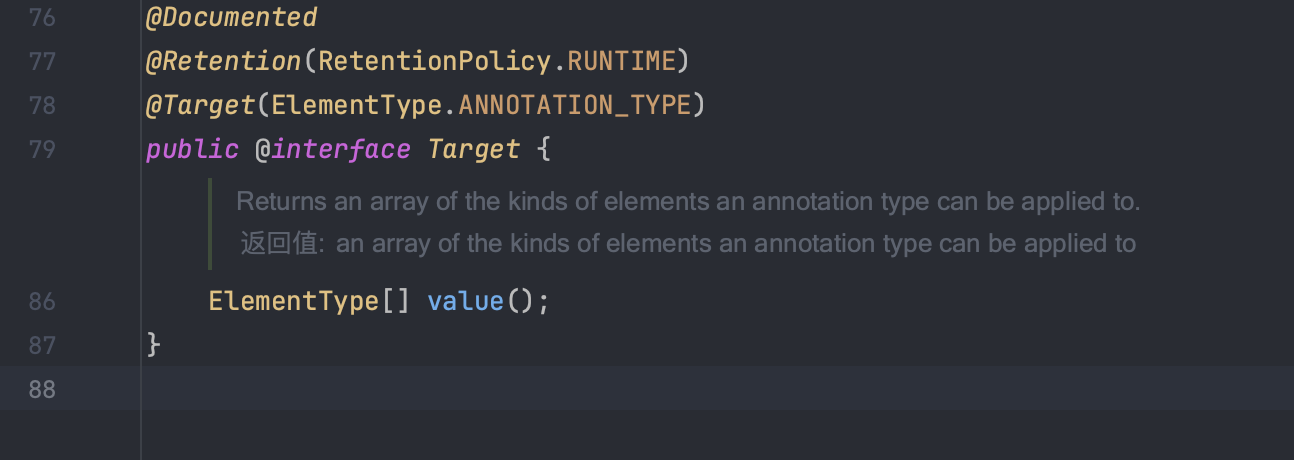 76 @Documented
77 @Retention(RetentionPolicy.RUNTIME)
78 @Target(ElementType.ANNOTATION_TYPE)
79 public @interface Target {
Returns an array of the kinds of elements an annotation type can be applied to.
返回值: an array of the kinds of elements an annotation type can be applied to
86 ElementType[] value();
87 }
88